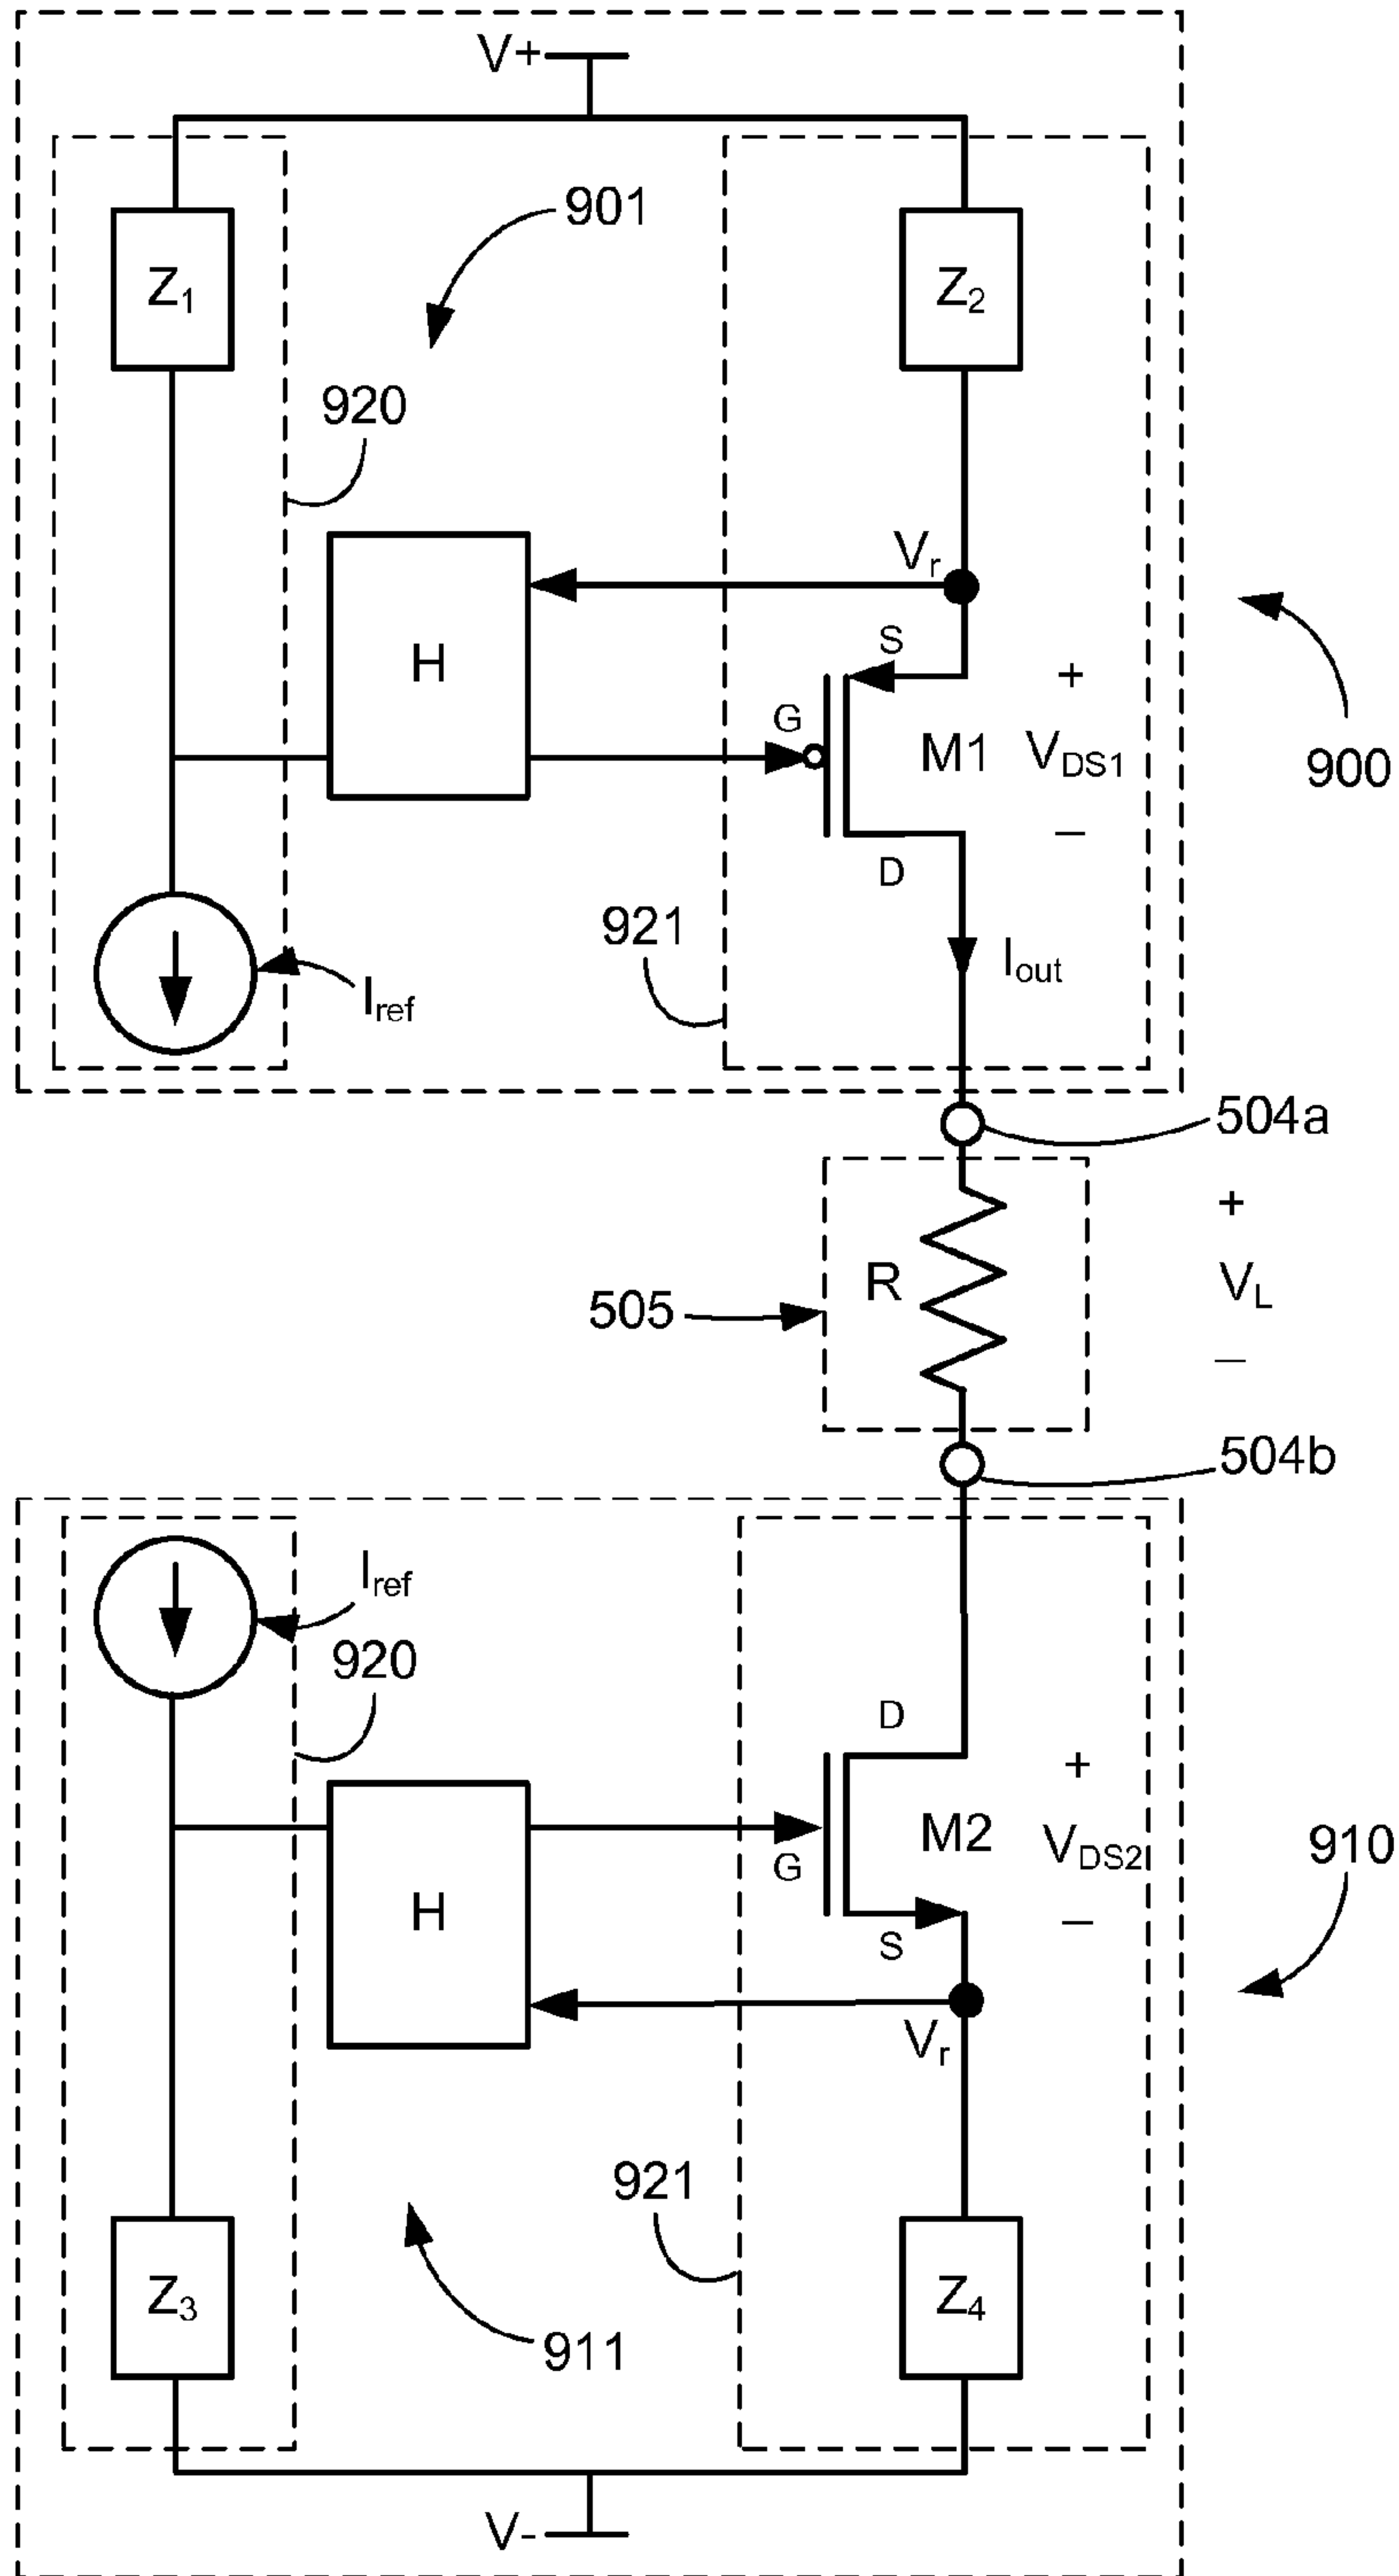 V+
901
Z1
Z2
920
Vr
S
H
G
M1
+
VDS1
–
900
D
921
Iout
Iref
504a
+
R
VL
–
505
504b
Iref
920
D
+
H
M2
VDS2
910
G
–
S
Vr
921
Z3
Z4
911
V-